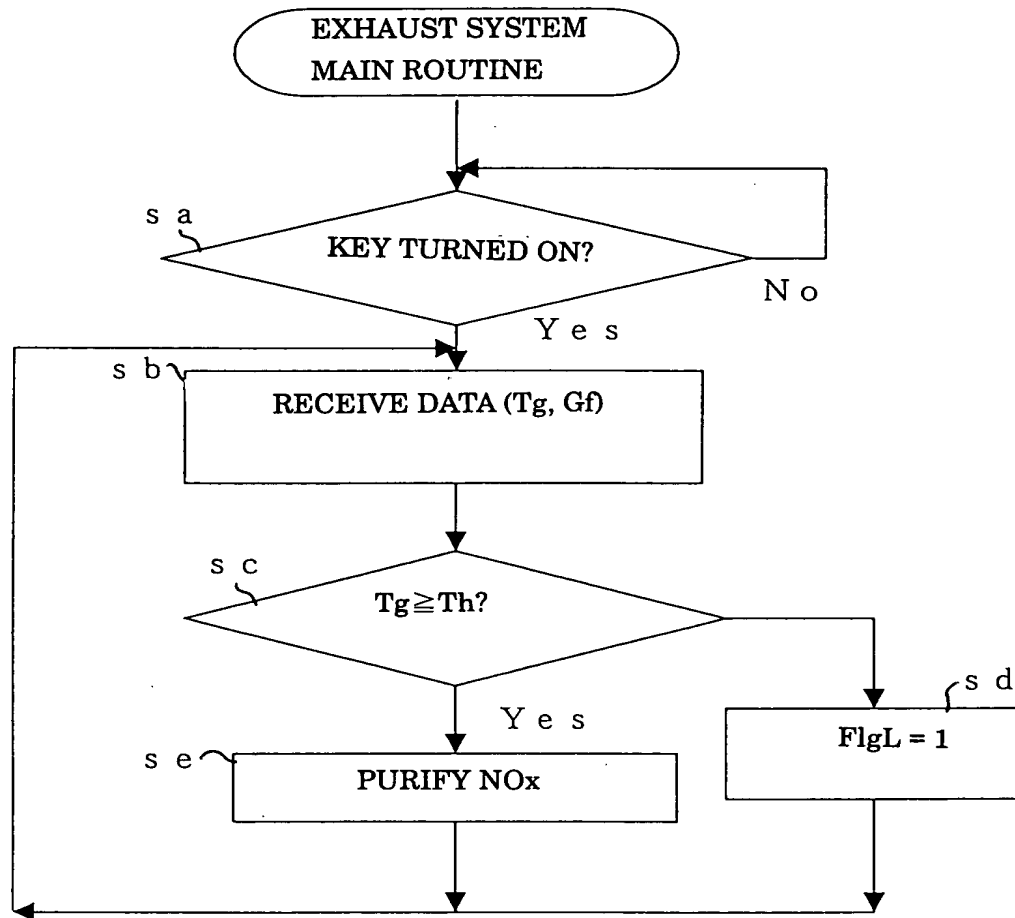 EXHAUST SYSTEM
MAIN ROUTINE
s a
KEY TURNED ON?
No
Yes
s b
RECEIVE DATA (Tg, Gf)
s c
Tg≧Th?
s d
Yes
FlgL = 1
s e
PURIFY NOx